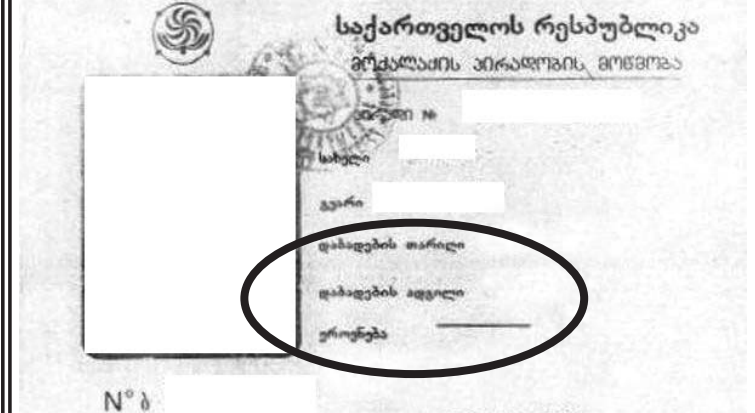 საქართველოს რესპუბლიკა
მოქალაქის პირადობის მოწმობა
პირადი №
სახელი
გვარი
დაბადების თარიღი
დაბადების ადგილი
ეროვნება
N° ბ